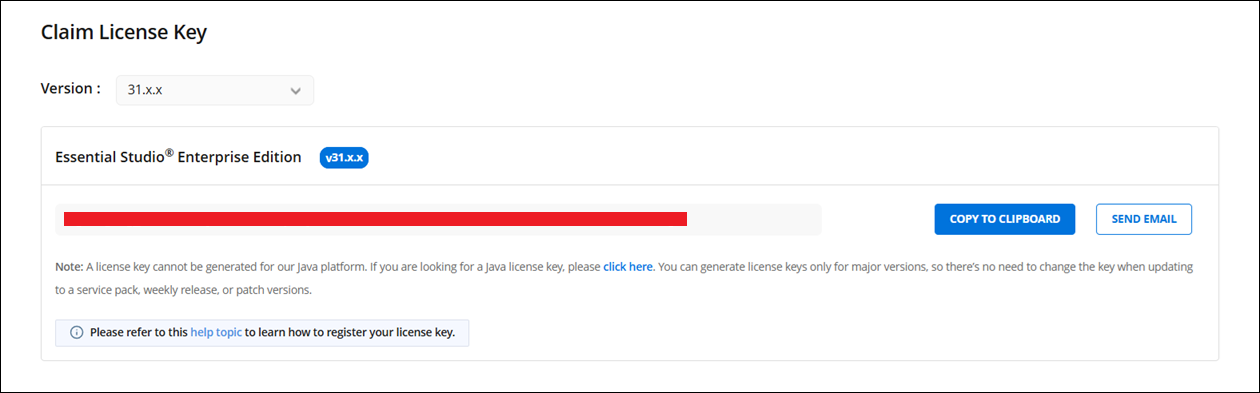 Claim License Key
Version :
31.x.x
Essential Studio® Enterprise Edition
v31.x.x
COPY TO CLIPBOARD
SEND EMAIL
Note: A license key cannot be generated for our Java platform. If you are looking for a Java license key, please click here. You can generate license keys only for major versions, so there's no need to change the key when updating
to a service pack, weekly release, or patch versions.
Please refer to this help topic to learn how to register your license key.